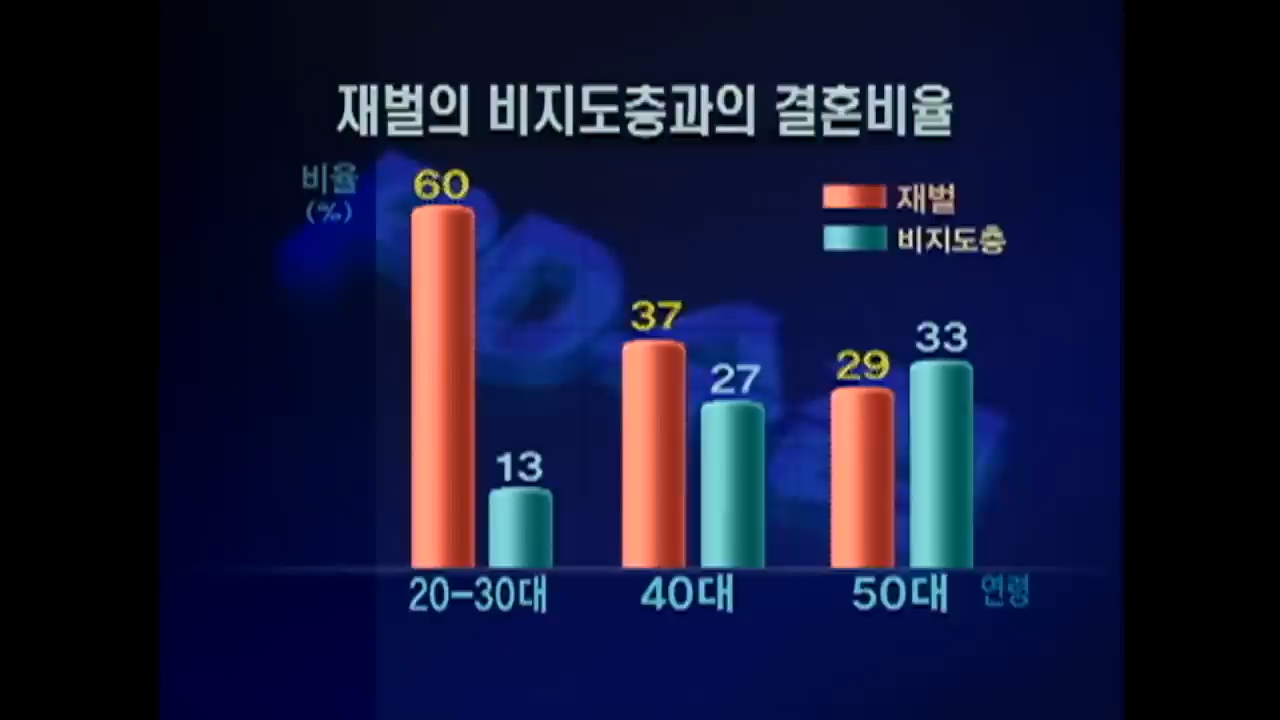 재벌의 비지도층과의 결혼비율
비율
(%)
재벌
비지도층
60
13
37
27
29
33
20-30대
40대
50대
연령